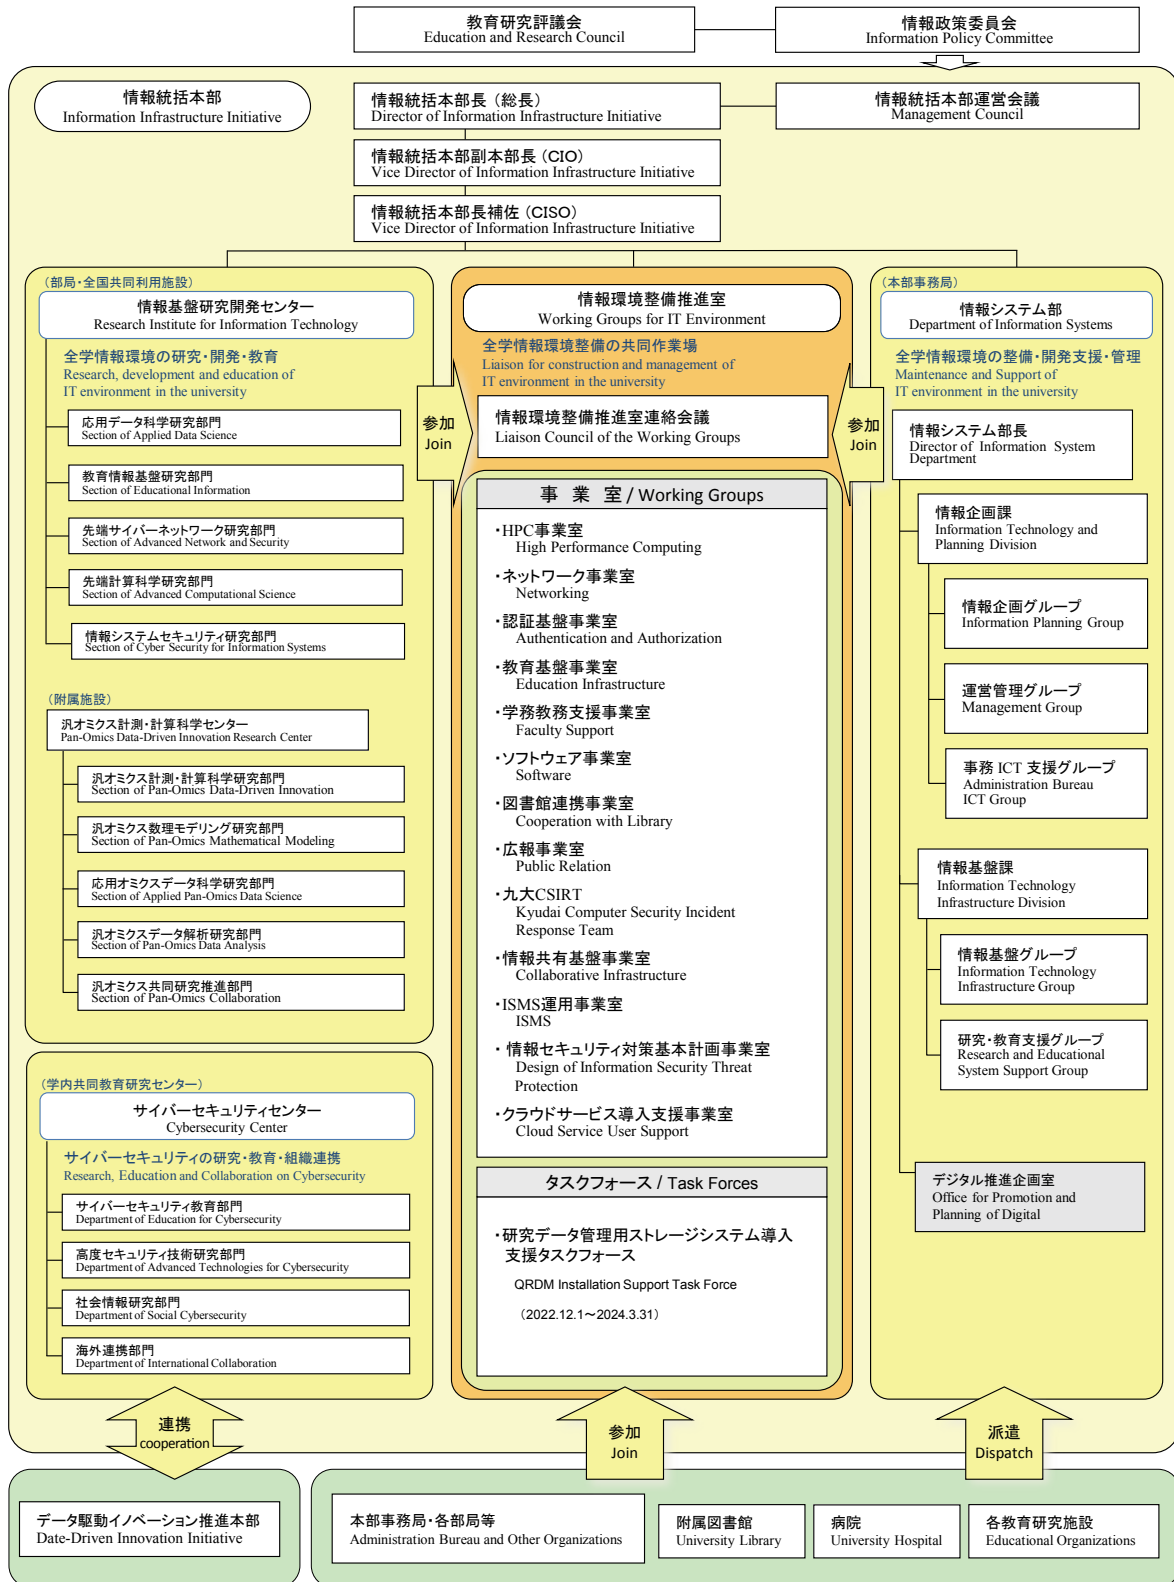 教育研究評議会
Education and Research Council
情報政策委員会
Information Policy Committee
情報統括本部
Information Infrastructure Initiative
情報統括本部長（総長）
Director of Information Infrastructure Initiative
情報統括本部運営会議
Management Council
情報統括本部副本部長（CIO）
Vice Director of Information Infrastructure Initiative
情報統括本部長補佐（CISO）
Vice Director of Information Infrastructure Initiative
（部局・全国共同利用施設）
情報基盤研究開発センター
Research Institute for Information Technology
全学情報環境の研究・開発・教育
Research, development and education of
IT environment in the university
応用データ科学研究部門
Section of Applied Data Science
教育情報基盤研究部門
Section of Educational Information
先端サイバーネットワーク研究部門
Section of Advanced Network and Security
先端計算科学研究部門
Section of Advanced Computational Science
情報システムセキュリティ研究部門
Section of Cyber Security for Information Systems
（附属施設）
汎オミクス計測・計算科学センター
Pan-Omics Data-Driven Innovation Research Center
汎オミクス計測・計算科学研究部門
Section of Pan-Omics Data-Driven Innovation
汎オミクス数理モデリング研究部門
Section of Pan-Omics Mathematical Modeling
応用オミクスデータ科学研究部門
Section of Applied Pan-Omics Data Science
汎オミクスデータ解析研究部門
Section of Pan-Omics Data Analysis
汎オミクス共同研究推進部門
Section of Pan-Omics Collaboration
（学内共同教育研究センター）
サイバーセキュリティセンター
Cybersecurity Center
サイバーセキュリティの研究・教育・組織連携
Research, Education and Collaboration on Cybersecurity
サイバーセキュリティ教育部門
Department of Education for Cybersecurity
高度セキュリティ技術研究部門
Department of Advanced Technologies for Cybersecurity
社会情報研究部門
Department of Social Cybersecurity
海外連携部門
Department of International Collaboration
参加
Join
情報環境整備推進室
Working Groups for IT Environment
全学情報環境整備の共同作業場
Liaison for construction and management of
IT environment in the university
情報環境整備推進室連絡会議
Liaison Council of the Working Groups
事 業 室 / Working Groups
・HPC事業室
High Performance Computing
・ネットワーク事業室
Networking
・認証基盤事業室
Authentication and Authorization
・教育基盤事業室
Education Infrastructure
・学務教務支援事業室
Faculty Support
・ソフトウェア事業室
Software
・図書館連携事業室
Cooperation with Library
・広報事業室
Public Relation
・九大CSIRT
Kyudai Computer Security Incident
Response Team
・情報共有基盤事業室
Collaborative Infrastructure
・ISMS運用事業室
ISMS
・情報セキュリティ対策基本計画事業室
Design of Information Security Threat
Protection
・クラウドサービス導入支援事業室
Cloud Service User Support
タスクフォース / Task Forces
・研究データ管理用ストレージシステム導入
支援タスクフォース
QRDM Installation Support Task Force
（2022.12.1～2024.3.31）
参加
Join
（本部事務局）
情報システム部
Department of Information Systems
全学情報環境の整備・開発支援・管理
Maintenance and Support of
IT environment in the university
情報システム部長
Director of Information System
Department
情報企画課
Information Technology and
Planning Division
情報企画グループ
Information Planning Group
運営管理グループ
Management Group
事務 ICT 支援グループ
Administration Bureau
ICT Group
情報基盤課
Information Technology
Infrastructure Division
情報基盤グループ
Information Technology
Infrastructure Group
研究・教育支援グループ
Research and Educational
System Support Group
デジタル推進企画室
Office for Promotion and
Planning of Digital
連携
cooperation
参加
Join
派遣
Dispatch
データ駆動イノベーション推進本部
Date-Driven Innovation Initiative
本部事務局・各部局等
Administration Bureau and Other Organizations
附属図書館
University Library
病院
University Hospital
各教育研究施設
Educational Organizations